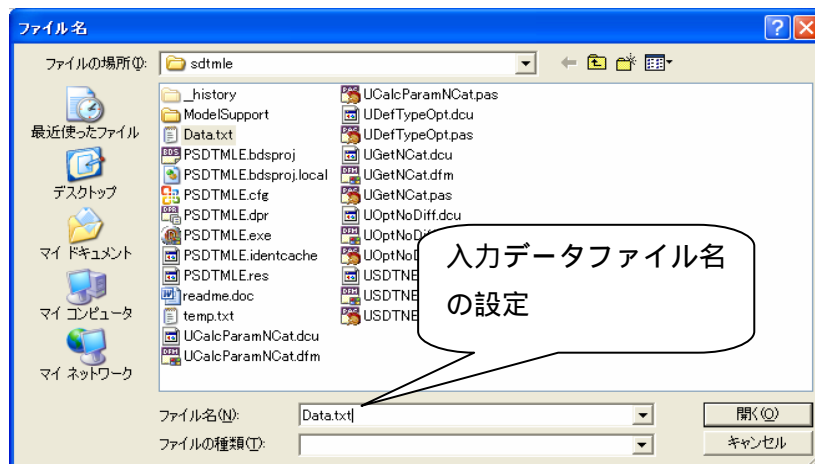 ファイル名
ファイルの場所(I):
sdtmle
最近使ったファイル
デスクトップ
マイ ドキュメント
マイ コンピュータ
マイ ネットワーク
_history
ModelSupport
Data.txt
PSDTMLE.bdsproj
PSDTMLE.bdsproj.local
PSDTMLE.cfg
PSDTMLE.dpr
PSDTMLE.exe
PSDTMLE.identcache
PSDTMLE.res
readme.doc
temp.txt
UCalcParamNCat.dcu
UCalcParamNCat.dfm
UCalcParamNCat.pas
UDefTypeOpt.dcu
UDefTypeOpt.pas
UGetNCat.dcu
UGetNCat.dfm
UGetNCat.pas
UOptNoDiff.dcu
UOptNoDi
UOptNoD
USDTNE
USDTNE
USDTNE
入力データファイル名
の設定
ファイル名(N):
Data.txt
開く(O)
ファイルの種類(T):
キャンセル